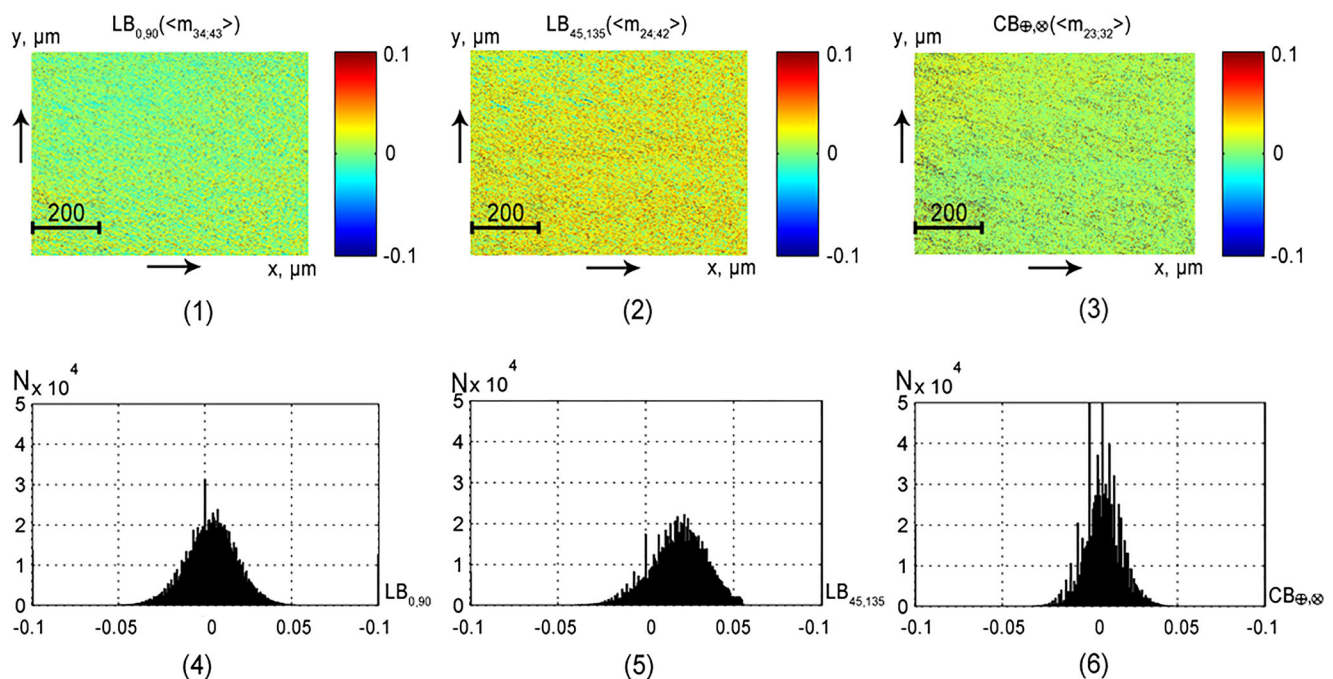 LB0,90(<m34;43>)
y, µm
0.1
0
-0.1
200
x, µm
(1)
LB45,135(<m24;42>)
y, µm
0.1
0
-0.1
200
x, µm
(2)
CB⊕,⊗(<m23;32>)
y, µm
0.1
0
-0.1
200
x, µm
(3)
Nx 10 4
5
4
3
2
1
0
-0.1 -0.05 0 0.05 -0.1
LB0,90
(4)
Nx 10 4
5
4
3
2
1
0
-0.1 -0.05 0 0.05 -0.1
LB45,135
(5)
Nx 10 4
5
4
3
2
1
0
-0.1 -0.05 0 0.05 -0.1
CB⊕,⊗
(6)